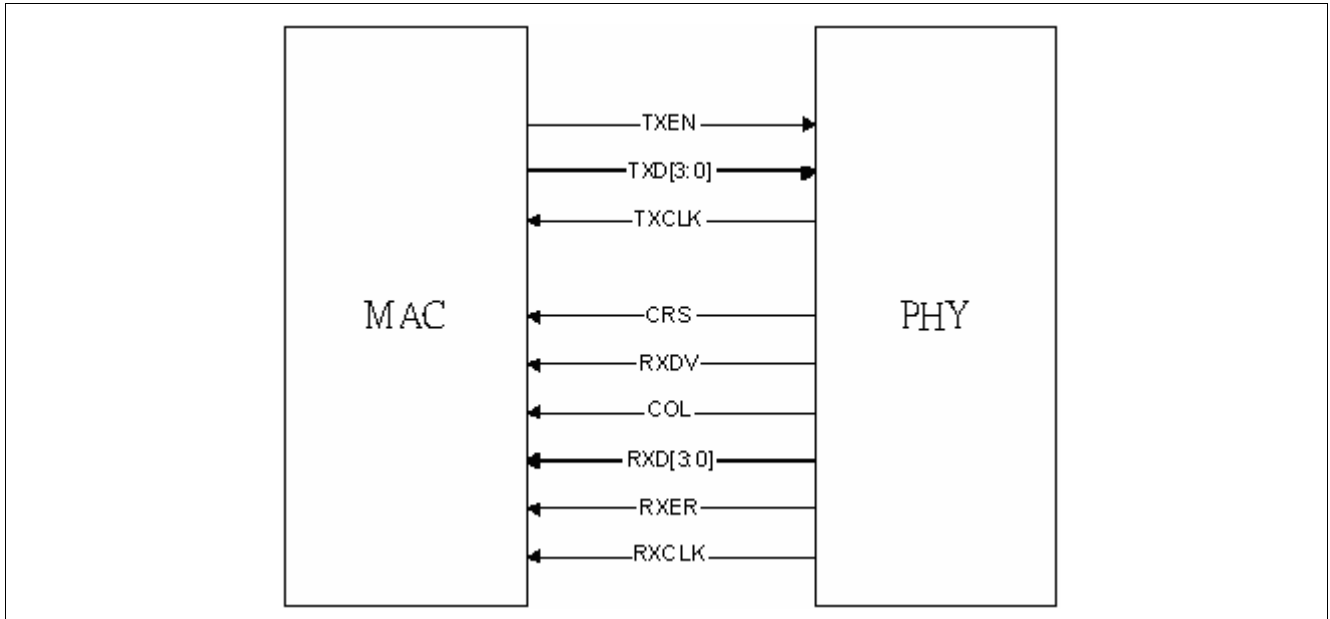 TXEN
TXD[3:0]
TXCLK
MAC
CRS
PHY
RXDV
COL
RXD[3:0]
RXER
RXCLK